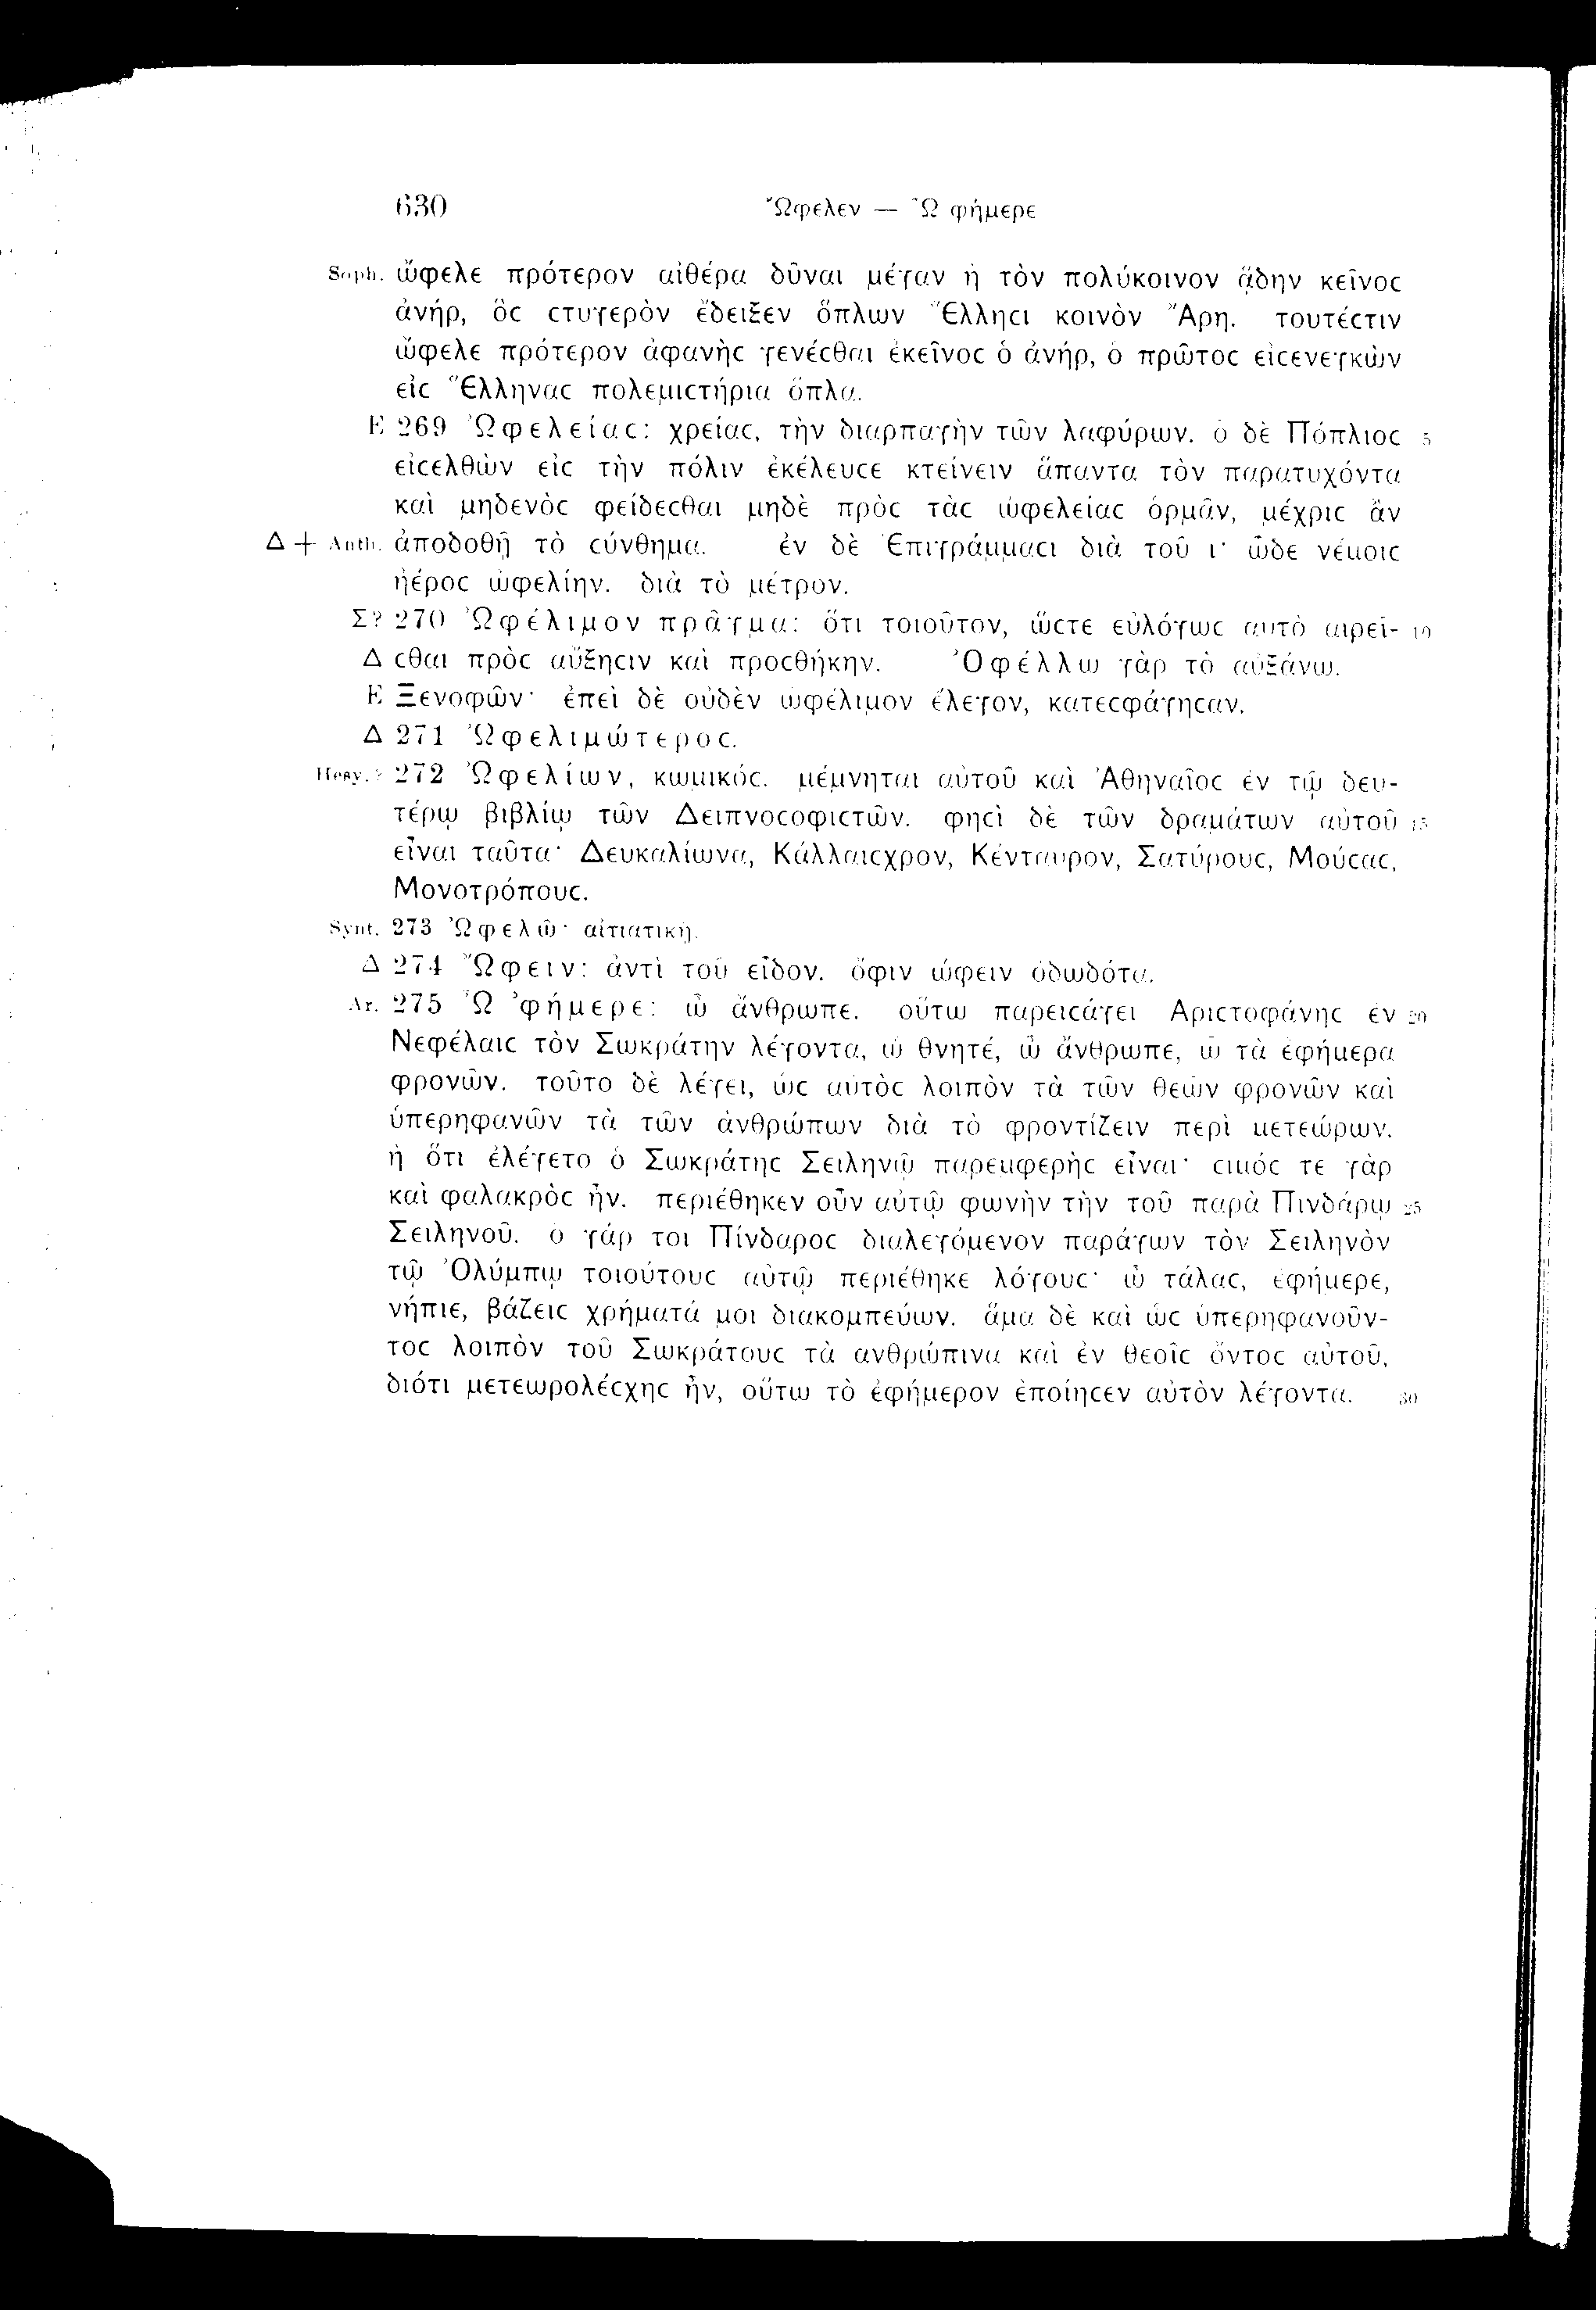 630 Ὤφελεν — Ὦ φήμερε
Soph. ὤφελε πρότερον αἰθέρα δῦναι μέγαν ἢ τὸν πολύκοινον ᾅδην κεῖνοϲ
ἀνήρ, ὃϲ ϲτυγερὸν ἔδειξεν ὅπλων Ἕλληϲι κοινὸν Ἄρη. τουτέϲτιν
ὤφελε πρότερον ἀφανὴϲ γενέϲθαι ἐκεῖνοϲ ὁ ἀνήρ, ὁ πρῶτοϲ εἰϲενεγκὼν
εἰϲ Ἕλληναϲ πολεμιϲτήρια ὅπλα.
E 269 Ὠφελείαϲ: χρείαϲ, τὴν διαρπαγὴν τῶν λαφύρων. ὁ δὲ Πόπλιοϲ 5
εἰϲελθὼν εἰϲ τὴν πόλιν ἐκέλευϲε κτείνειν ἅπαντα τὸν παρατυχόντα
καὶ μηδενὸϲ φείδεϲθαι μηδὲ πρὸϲ τὰϲ ὠφελείαϲ ὁρμᾶν, μέχριϲ ἂν
Δ + Anth. ἀποδοθῇ τὸ ϲύνθημα. ἐν δὲ Ἐπιγράμμαϲι διὰ τοῦ ι· ὧδε νέμοιϲ
ἠέροϲ ὠφελίην. διὰ τὸ μέτρον.
Σ? 270 Ὠφέλιμον πρᾶγμα: ὅτι τοιοῦτον, ὥϲτε εὐλόγωϲ αὐτὸ αἱρεῖ- 10
Δ ϲθαι πρὸϲ αὔξηϲιν καὶ προϲθήκην. Ὀφέλλω γὰρ τὸ αὐξάνω.
E Ξενοφῶν· ἐπεὶ δὲ οὐδὲν ὠφέλιμον ἔλεγον, κατεϲφάγηϲαν.
Δ 271 Ὠφελιμώτεροϲ.
Hesy.? 272 Ὠφελίων, κωμικόϲ. μέμνηται αὐτοῦ καὶ Ἀθηναῖοϲ ἐν τῷ δευ-
τέρῳ βιβλίῳ τῶν Δειπνοϲοφιϲτῶν. φηϲὶ δὲ τῶν δραμάτων αὐτοῦ 15
εἶναι ταῦτα· Δευκαλίωνα, Κάλλαιϲχρον, Κένταυρον, Σατύρουϲ, Μούϲαϲ,
Μονοτρόπουϲ.
Synt. 273 Ὠφελῶ· αἰτιατικῇ.
Δ 274 Ὤφειν: ἀντὶ τοῦ εἶδον. ὄφιν ὤφειν ὀδωδότα.
Ar. 275 Ὦ ’φήμερε: ὦ ἄνθρωπε. οὕτω παρειϲάγει Ἀριϲτοφάνηϲ ἐν 20
Νεφέλαιϲ τὸν Σωκράτην λέγοντα, ὦ θνητέ, ὦ ἄνθρωπε, ὦ τὰ ἐφήμερα
φρονῶν. τοῦτο δὲ λέγει, ὡϲ αὐτὸϲ λοιπὸν τὰ τῶν θεῶν φρονῶν καὶ
ὑπερηφανῶν τὰ τῶν ἀνθρώπων διὰ τὸ φροντίζειν περὶ μετεώρων.
ἢ ὅτι ἐλέγετο ὁ Σωκράτηϲ Σειληνῷ παρεμφερὴϲ εἶναι· ϲιμόϲ τε γὰρ
καὶ φαλακρὸϲ ἦν. περιέθηκεν οὖν αὐτῷ φωνὴν τὴν τοῦ παρὰ Πινδάρῳ 25
Σειληνοῦ. ὁ γάρ τοι Πίνδαροϲ διαλεγόμενον παράγων τὸν Σειληνὸν
τῷ Ὀλύμπῳ τοιούτουϲ αὐτῷ περιέθηκε λόγουϲ· ὦ τάλαϲ, ἐφήμερε,
νήπιε, βάζειϲ χρήματά μοι διακομπεύων. ἅμα δὲ καὶ ὡϲ ὑπερηφανοῦν-
τοϲ λοιπὸν τοῦ Σωκράτουϲ τὰ ἀνθρώπινα καὶ ἐν θεοῖϲ ὄντοϲ αὐτοῦ,
διότι μετεωρολέϲχηϲ ἦν, οὕτω τὸ ἐφήμερον ἐποίηϲεν αὐτὸν λέγοντα. 30